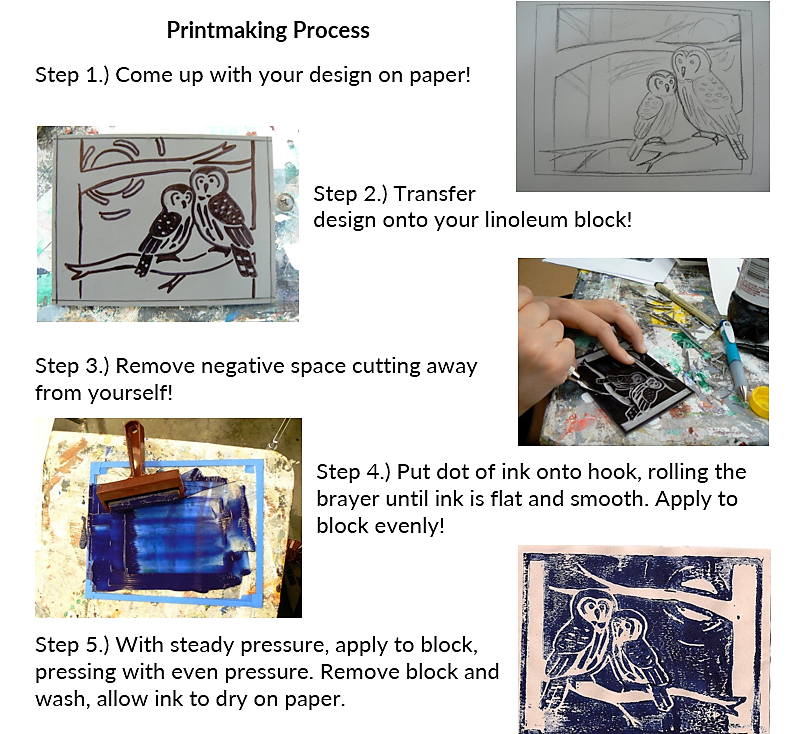 Printmaking Process
Step 1.) Come up with your design on paper!
Step 2.) Transfer
design onto your linoleum block!
Step 3.) Remove negative space cutting away
from yourself!
Step 4.) Put dot of ink onto hook, rolling the
brayer until ink is flat and smooth. Apply to
block evenly!
Step 5.) With steady pressure, apply to block,
pressing with even pressure. Remove block and
wash, allow ink to dry on paper.